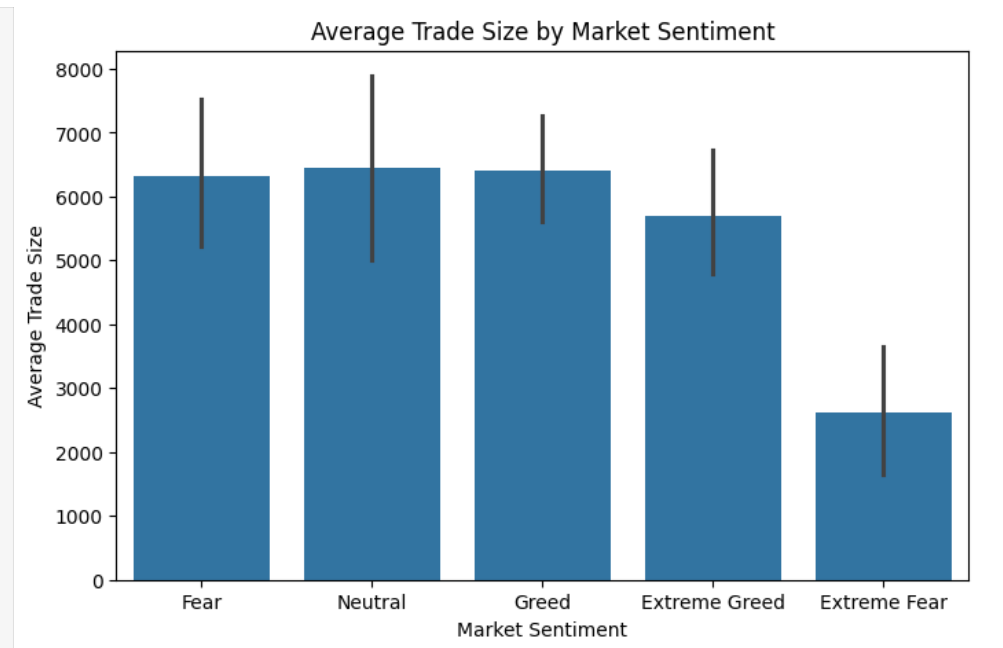 Average Trade Size by Market Sentiment
8000
7000
6000
5000
4000
3000
2000
1000
0
Average Trade Size
Fear
Neutral
Greed
Extreme Greed
Extreme Fear
Market Sentiment